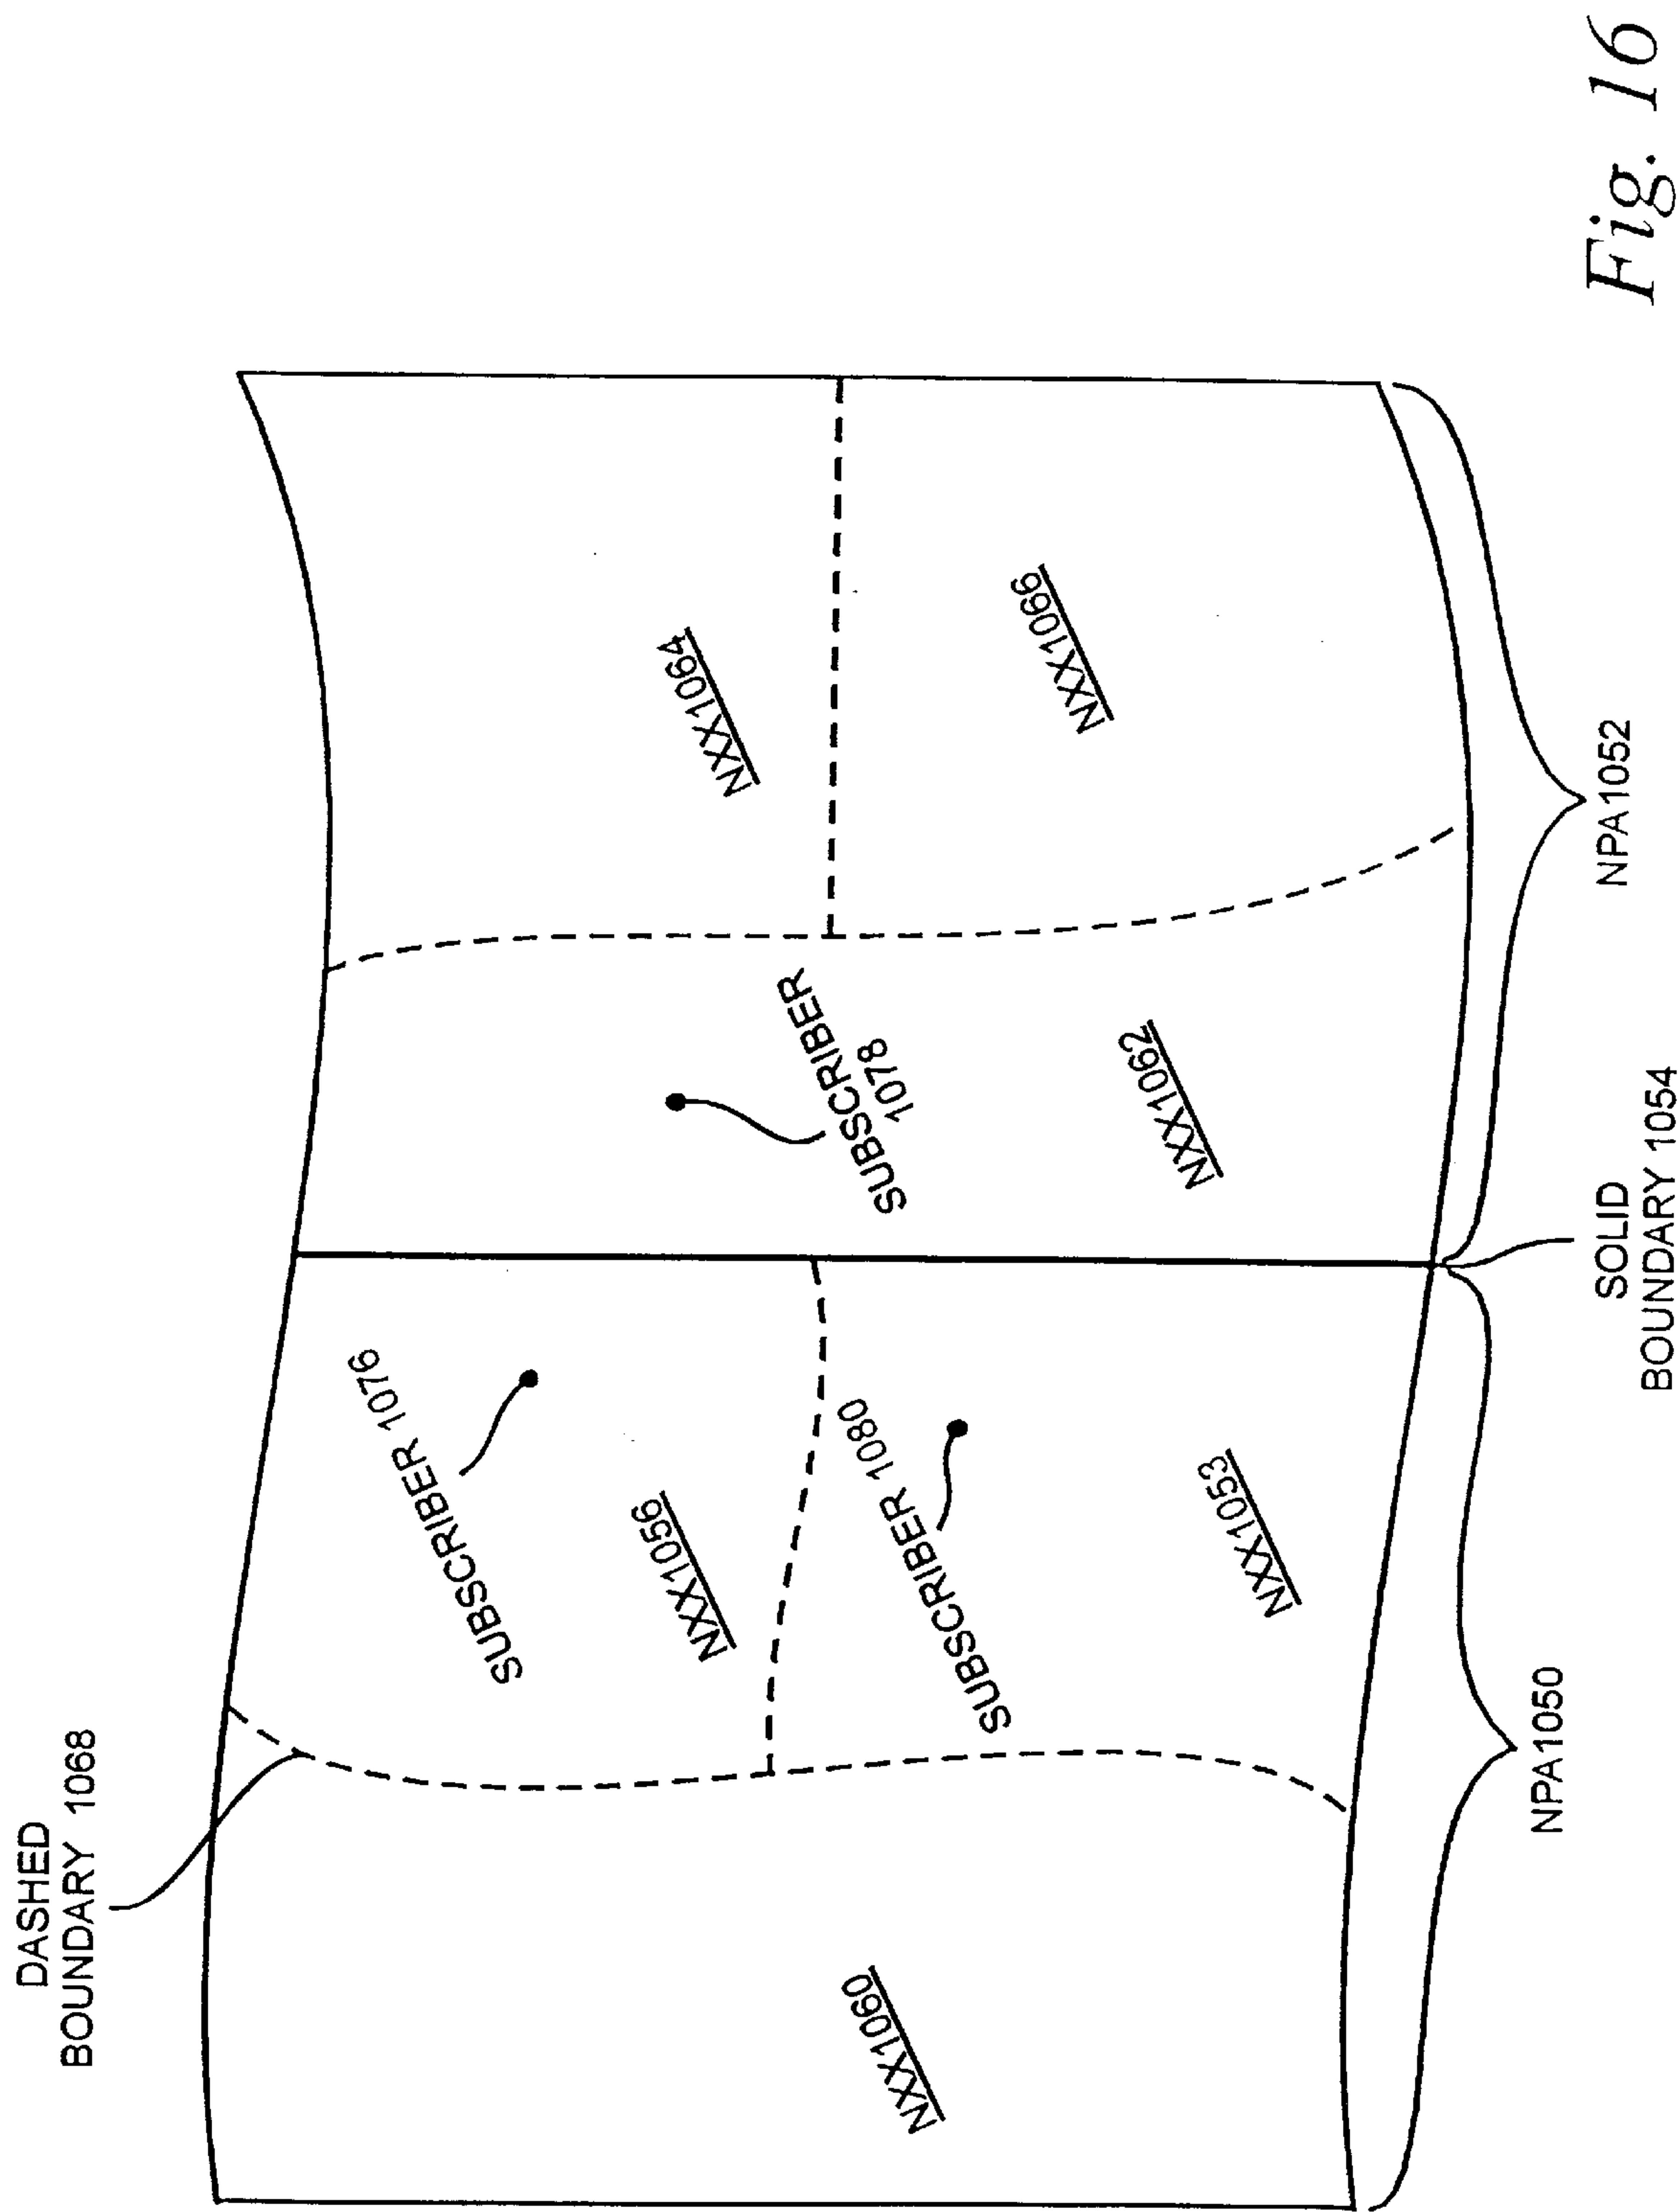 DASHED
BOUNDARY 1068
SUBSCRIBER 1076
NXX1056
NXX1064
SUBSCRIBER
1078
NXX1060
SUBSCRIBER 1080
NXX1066
NXX1062
NXX1053
NPA1050
SOLID
BOUNDARY 1054
NPA1052
Fig. 16